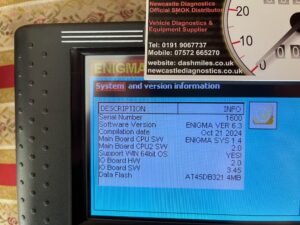 Newcastle Diagnostics
Official SMOK Distributor
Vehicle Diagnostics &
Equipment Supplier
Tel: 0191 9067737
Mobile: 07572 665270
website: dashmiles.co.uk
newcastlediagnostics.co.uk
20
0
ENIGMA
System and version information
DESCRIPTION INFO
Serial Number 1600
Software Version ENIGMA VER 6.3
Compilation date Oct 21 2024
Main Board CPU SW ENIGMA SYS 1.4
Main Board CPU2 SW 2.0
Support WIN 64bit OS YES!
IO Board HW 2.0
IO Board SW 3.45
Data Flash AT45DB321 4MB